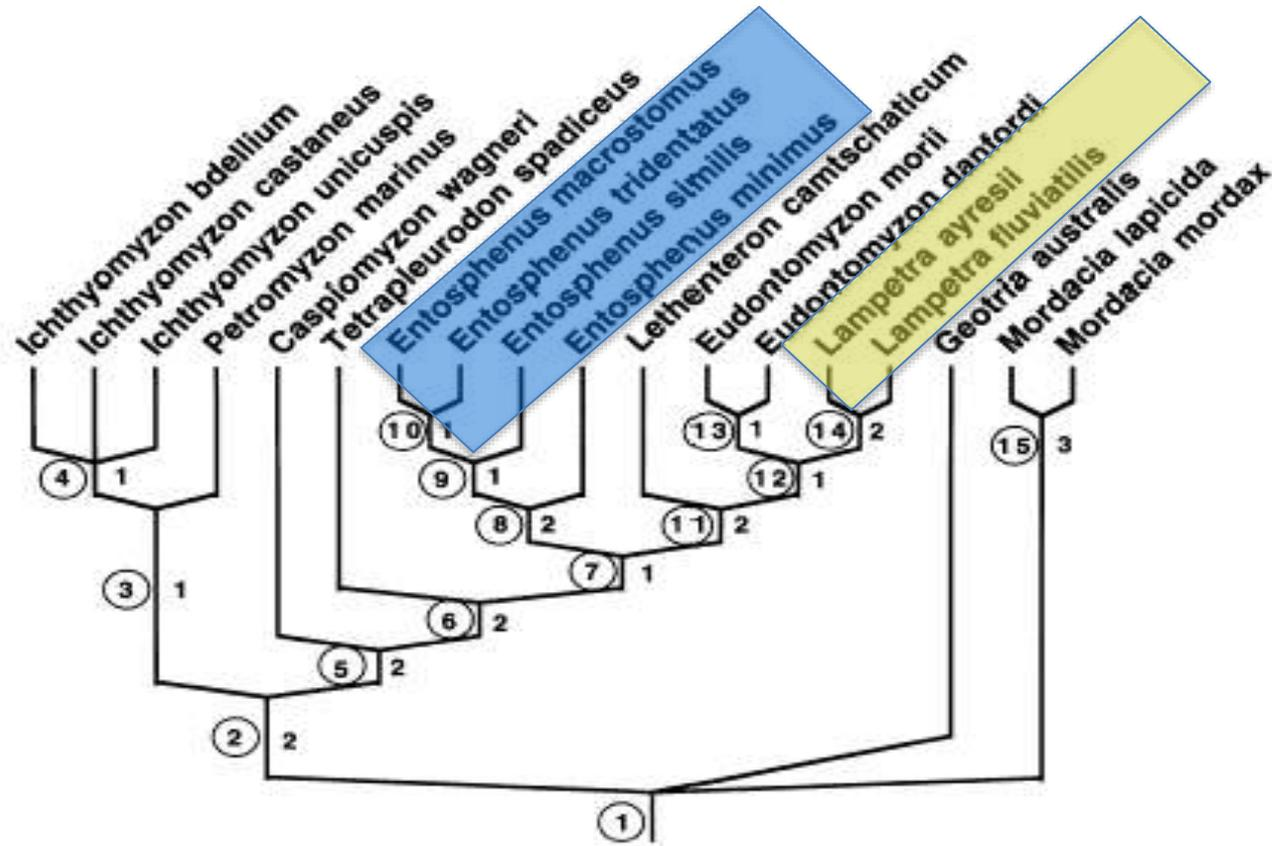 Ichthyomyzon bdellium
Ichthyomyzon castaneus
Ichthyomyzon unicuspis
Petromyzon marinus
Caspiomyzon wagneri
Tetrapleurodon spadiceus
Entosphenus macrostomus
Entosphenus tridentatus
Entosphenus similis
Entosphenus minimus
Lethenteron camtschaticum
Eudontomyzon morii
Eudontomyzon danfordi
Lampetra ayresii
Lampetra fluviatilis
Geotria australis
Mordacia lapicida
Mordacia mordax
10 1 13 1 14 2 15 3
4 1 9 1 12 1
8 2 11 2
7 1
3 1
6 2
5 2
2 2
1